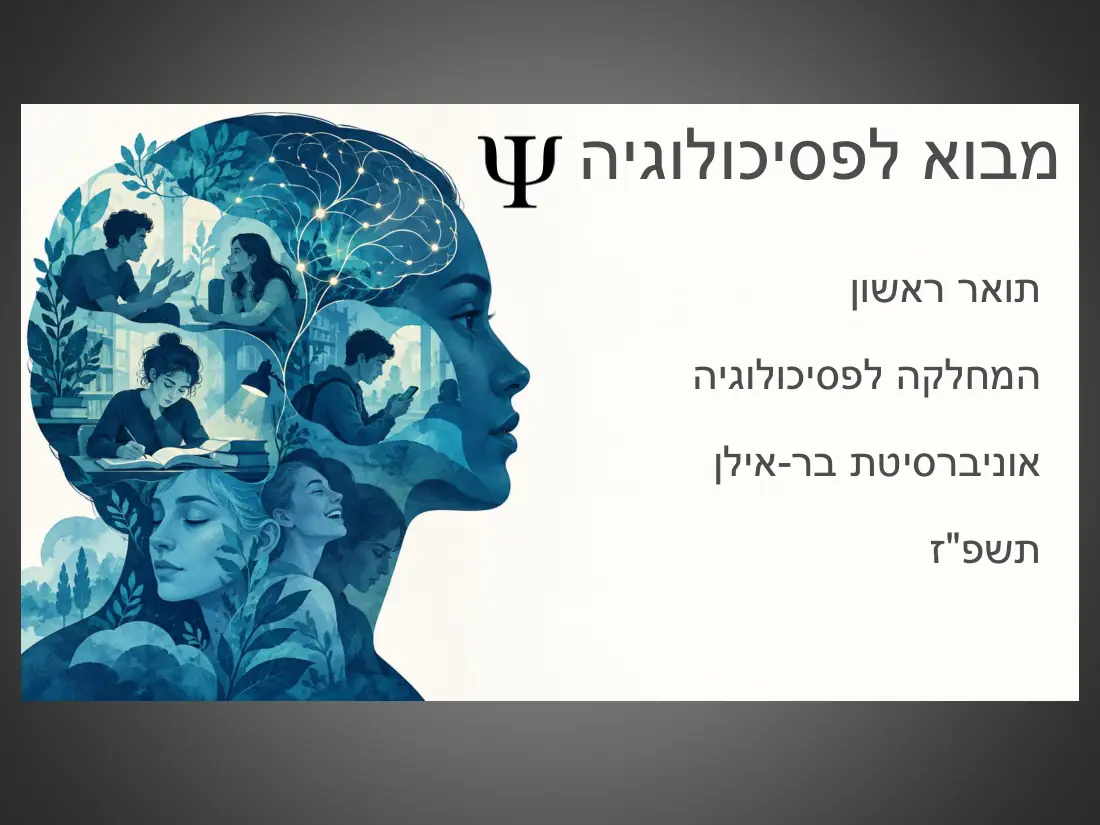 מבוא לפסיכולוגיה Ψ
תואר ראשון
המחלקה לפסיכולוגיה
אוניברסיטת בר-אילן
תשפ"ז